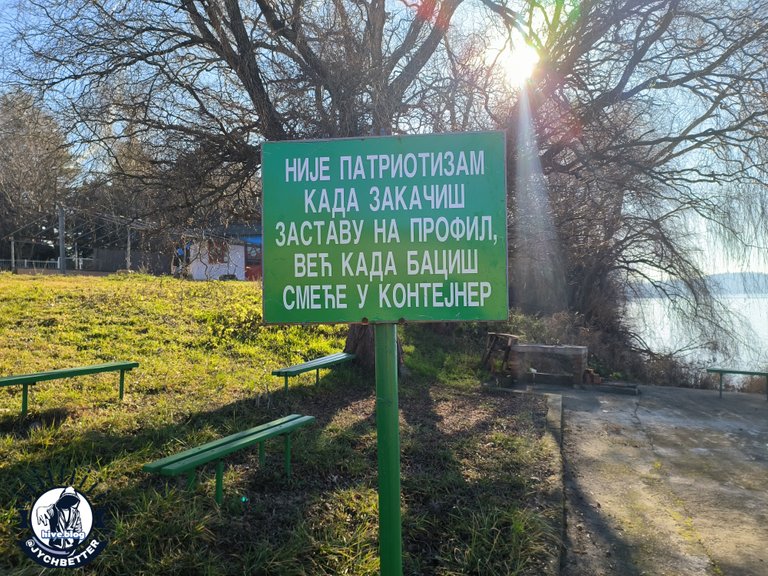 НИЈЕ ПАТРИОТИЗАМ
КАДА ЗАКАЧИШ
ЗАСТАВУ НА ПРОФИЛ,
ВЕЋ КАДА БАЦИШ
СМЕЋЕ У КОНТЕЈНЕР
hive.blog
@JYCHBETTER